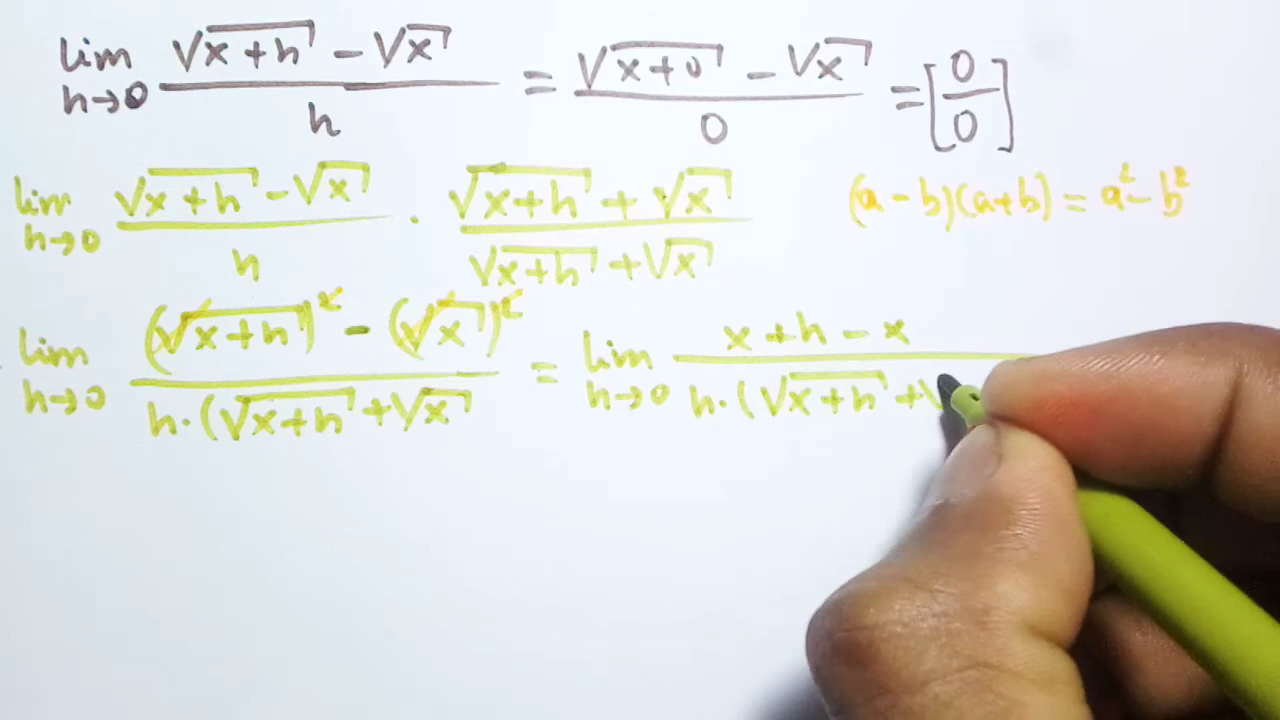 lim h→0 (√(x+h) - √x)/h = (√(x+0) - √x)/0 = [0/0]
lim h→0 (√(x+h) - √x)/h · (√(x+h) + √x)/(√(x+h) + √x)
(a - b)(a+b) = a² - b²
lim h→0 ((√(x+h))² - (√x)²)/(h·(√(x+h) + √x) = lim h→0 (x+h-x)/(h·(√(x+h) + √